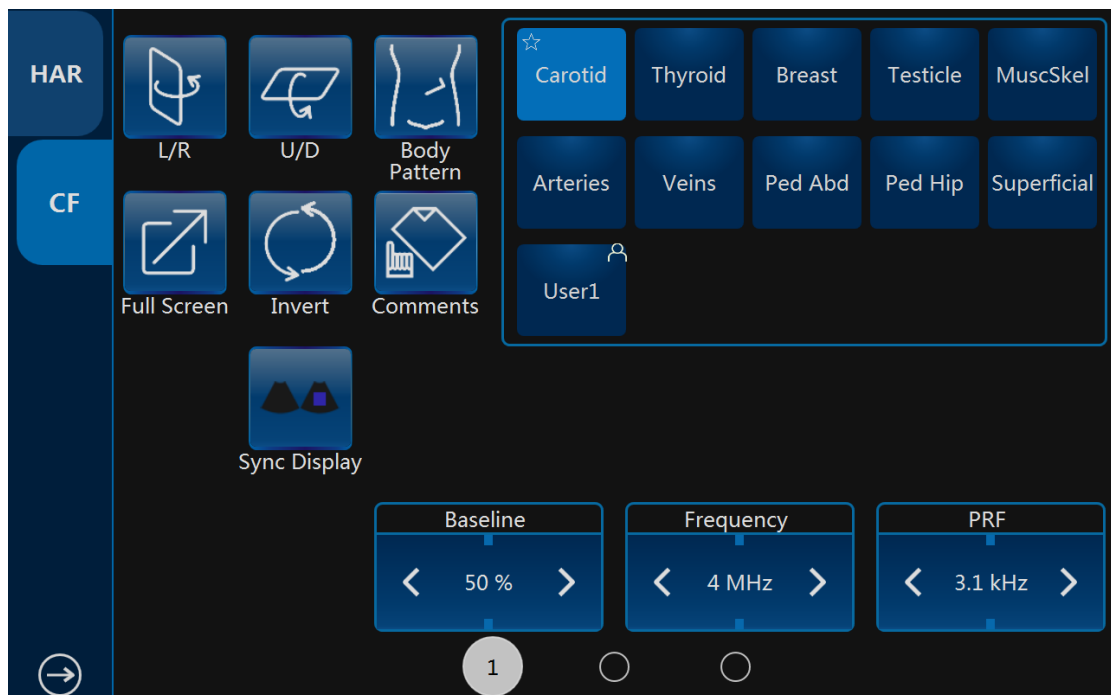 HAR
CF
L/R
U/D
Body
Pattern
Full Screen
Invert
Comments
Sync Display
Carotid
Thyroid
Breast
Testicle
MuscSkel
Arteries
Veins
Ped Abd
Ped Hip
Superficial
User1
Baseline
50 %
Frequency
4 MHz
PRF
3.1 kHz
1